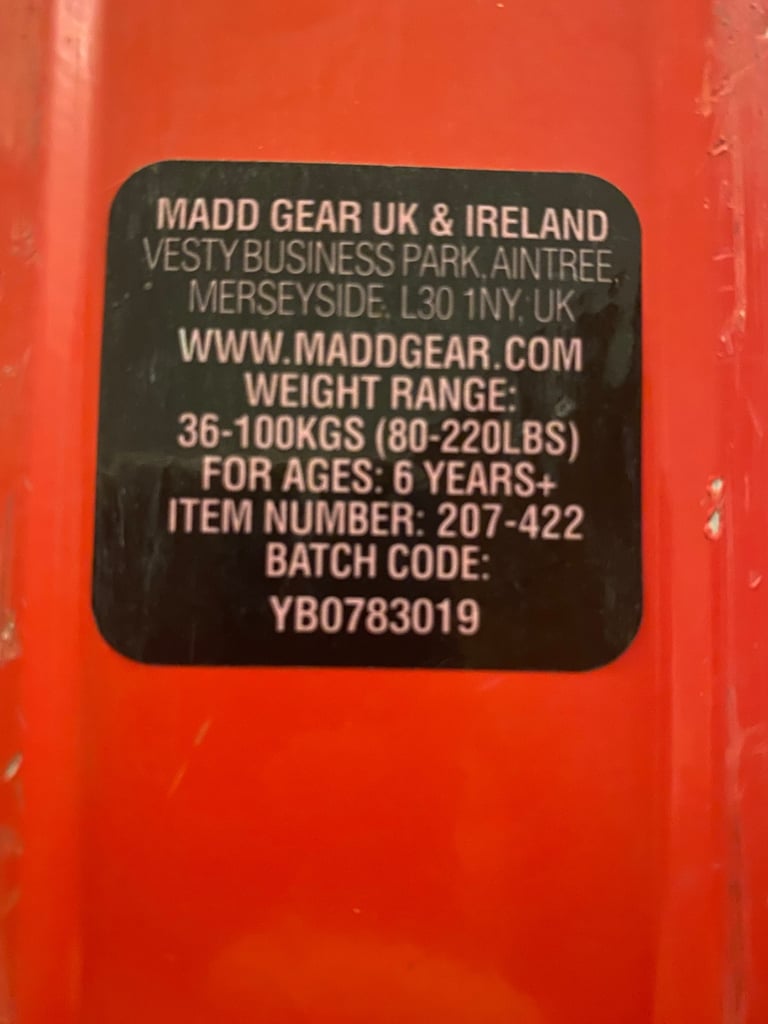 MADD GEAR UK & IRELAND
VESTY BUSINESS PARK, AINTREE,
MERSEYSIDE, L30 1NY, UK
WWW.MADDGEAR.COM
WEIGHT RANGE:
36-100KGS (80-220LBS)
FOR AGES: 6 YEARS+
ITEM NUMBER: 207-422
BATCH CODE:
YB0783019